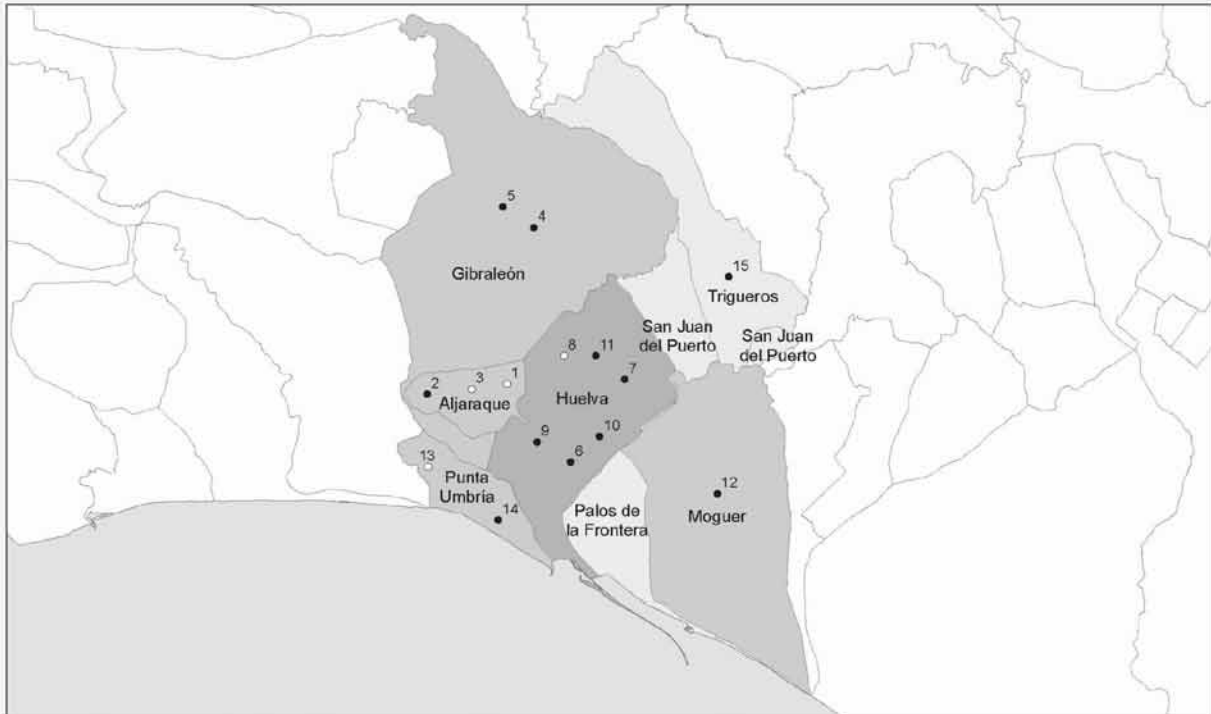 5
4
15
Gibraleón
Trigueros
San Juan
del Puerto
San Juan
del Puerto
8
11
7
1
3
2
Aljaraque
Huelva
10
9
6
13
Punta
Umbría
14
12
Palos de
la Frontera
Moguer